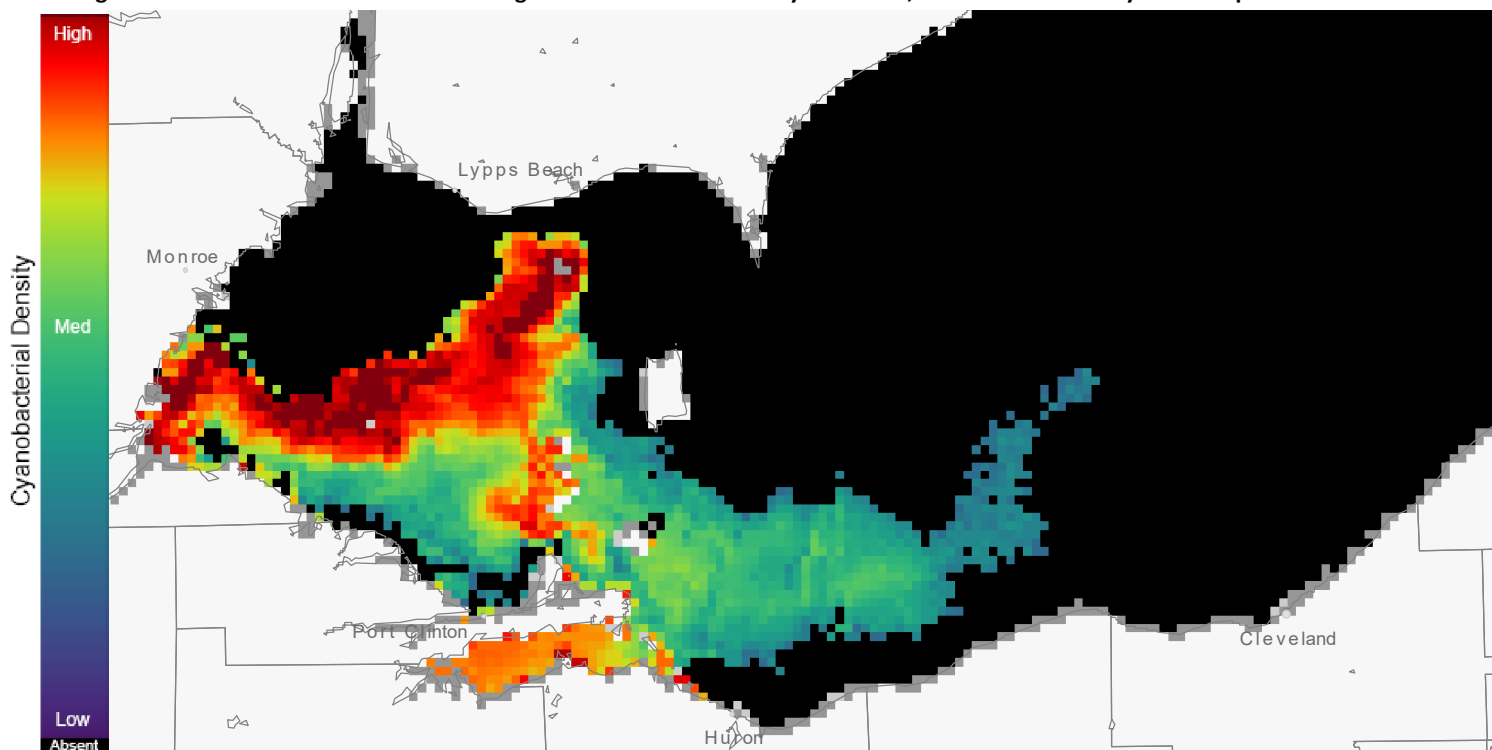 High
Lypps Beach
Monroe
Cyanobacterial Density
Med
Port Clinton
Cleveland
Low
Huron
Absent